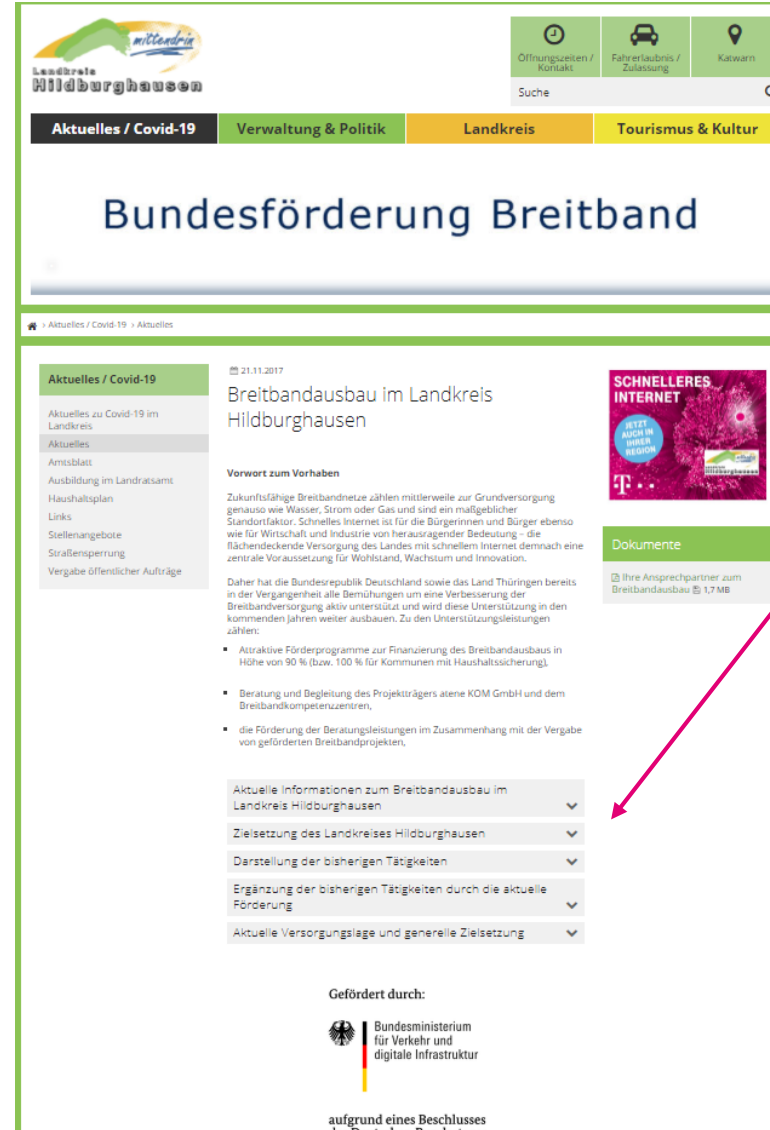 mittendrin
Landkreis
Hildburghausen
Öffnungszeiten /
Kontakt
Fahrerlaubnis /
Zulassung
Katwarn
Suche
Aktuelles / Covid-19
Verwaltung & Politik
Landkreis
Tourismus & Kultur
Bundesförderung Breitband
› Aktuelles / Covid-19 › Aktuelles
Aktuelles / Covid-19
Aktuelles zu Covid-19 im
Landkreis
Aktuelles
Amtsblatt
Ausbildung im Landratsamt
Haushaltsplan
Links
Stellenangebote
Straßensperrung
Vergabe öffentlicher Aufträge
21.11.2017
Breitbandausbau im Landkreis
Hildburghausen
Vorwort zum Vorhaben
Zukunftsfähige Breitbandnetze zählen mittlerweile zur Grundversorgung
genauso wie Wasser, Strom oder Gas und sind ein maßgeblicher
Standortfaktor. Schnelles Internet ist für die Bürgerinnen und Bürger ebenso
wie für Wirtschaft und Industrie von herausragender Bedeutung – die
flächendeckende Versorgung des Landes mit schnellem Internet demnach eine
zentrale Voraussetzung für Wohlstand, Wachstum und Innovation.
Daher hat die Bundesrepublik Deutschland sowie das Land Thüringen bereits
in der Vergangenheit alle Bemühungen um eine Verbesserung der
Breitbandversorgung aktiv unterstützt und wird diese Unterstützung in den
kommenden Jahren weiter ausbauen. Zu den Unterstützungsleistungen
zählen:
▪ Attraktive Förderprogramme zur Finanzierung des Breitbandausbaus in
Höhe von 90 % (bzw. 100 % für Kommunen mit Haushaltssicherung),
▪ Beratung und Begleitung des Projektträgers atene KOM GmbH und dem
Breitbandkompetenzzentren,
▪ die Förderung der Beratungsleistungen im Zusammenhang mit der Vergabe
von geförderten Breitbandprojekten,
Aktuelle Informationen zum Breitbandausbau im
Landkreis Hildburghausen
Zielsetzung des Landkreises Hildburghausen
Darstellung der bisherigen Tätigkeiten
Ergänzung der bisherigen Tätigkeiten durch die aktuelle
Förderung
Aktuelle Versorgungslage und generelle Zielsetzung
Gefördert durch:
Bundesministerium
für Verkehr und
digitale Infrastruktur
aufgrund eines Beschlusses
SCHNELLERES
INTERNET
JETZT
AUCH IN
IHRER
REGION
T
Hildburghausen
Dokumente
Ihre Ansprechpartner zum
Breitbandausbau 1,7 MB